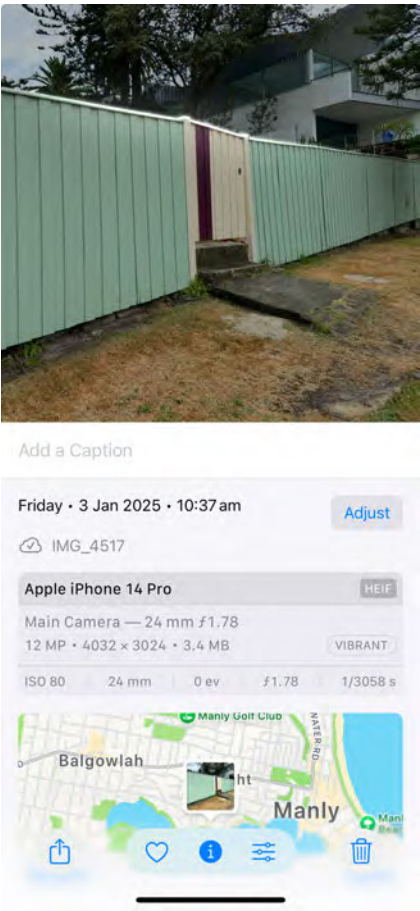 Add a Caption
Friday • 3 Jan 2025 • 10:37 am
Adjust
IMG_4517
Apple iPhone 14 Pro
HEIF
Main Camera — 24 mm ƒ1.78
12 MP • 4032 × 3024 • 3.4 MB
VIBRANT
ISO 80
24 mm
0 ev
ƒ1.78
1/3058 s
Manly Golf Club
Balgowlah
Manly